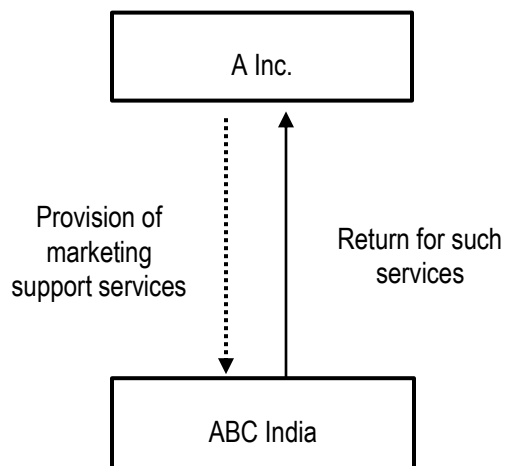 A Inc.
Provision of
marketing
support services
Return for such
services
ABC India